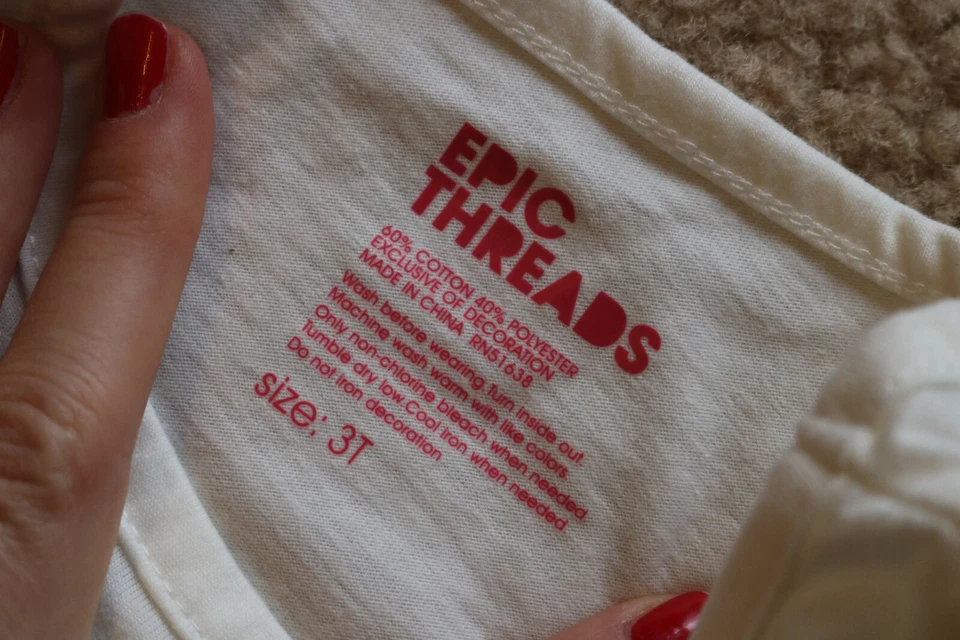 EPIC
THREADS
60% COTTON 40% POLYESTER
EXCLUSIVE OF DECORATION
MADE IN CHINA RN51638
Wash before wearing Turn inside out
Machine wash warm with like colors
Only non-chlorine bleach when needed
Tumble dry low Cool iron when needed
Do not iron decoration
size: 3T